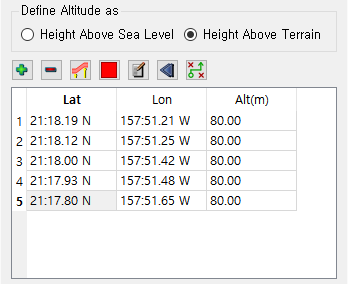 Define Altitude as
Height Above Sea Level Height Above Terrain
Lat Lon Alt(m)
1 21:18.19 N 157:51.21 W 80.00
2 21:18.12 N 157:51.25 W 80.00
3 21:18.00 N 157:51.42 W 80.00
4 21:17.93 N 157:51.48 W 80.00
5 21:17.80 N 157:51.65 W 80.00